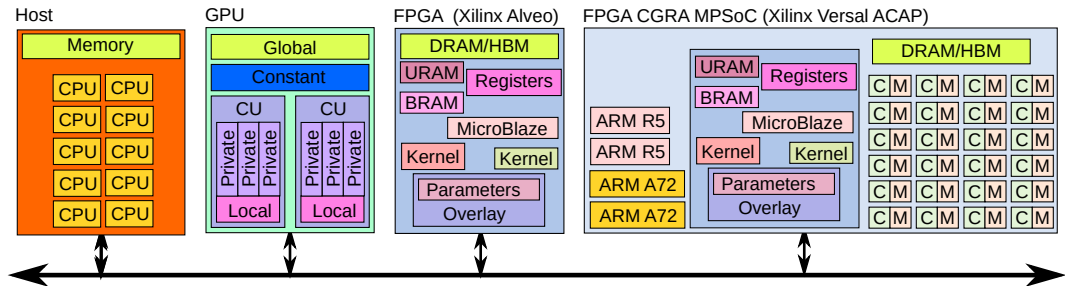 Host
Memory
CPU CPU
CPU CPU
CPU CPU
CPU CPU
CPU CPU
GPU
Global
Constant
CU CU
Private Private Private Private Private Private
Local Local
FPGA (Xilinx Alveo)
DRAM/HBM
URAM
Registers
BRAM
MicroBlaze
Kernel Kernel
Parameters
Overlay
FPGA CGRA MPSoC (Xilinx Versal ACAP)
ARM R5
ARM R5
ARM A72
ARM A72
URAM
Registers
BRAM
MicroBlaze
Kernel Kernel
Parameters
Overlay
DRAM/HBM
C M C M C M C M
C M C M C M C M
C M C M C M C M
C M C M C M C M
C M C M C M C M
C M C M C M C M